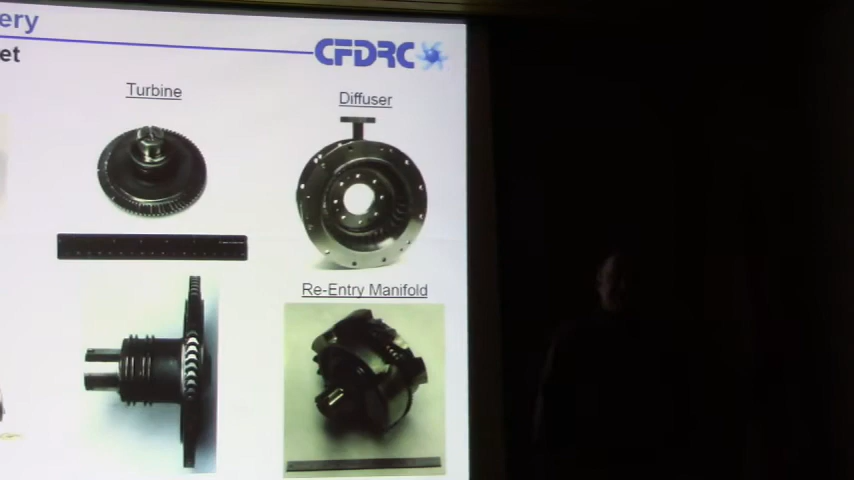 ery
et
CFDRC
Turbine
Diffuser
Re-Entry Manifold